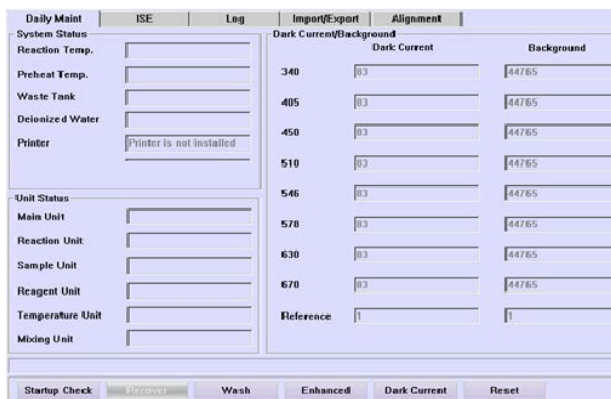 Daily Maint ISE Log Import/Export Alignment
System Status
Reaction Temp.
Preheat Temp.
Waste Tank
Deionized Water
Printer Printer is not installed
Unit Status
Main Unit
Reaction Unit
Sample Unit
Reagent Unit
Temperature Unit
Mixing Unit
Dark Current/Background
Dark Current Background
340 83 44765
405 83 44765
450 83 44765
510 83 44765
546 83 44765
578 83 44765
630 83 44765
670 83 44765
Reference 1 1
Startup Check Recover Wash Enhanced Dark Current Reset